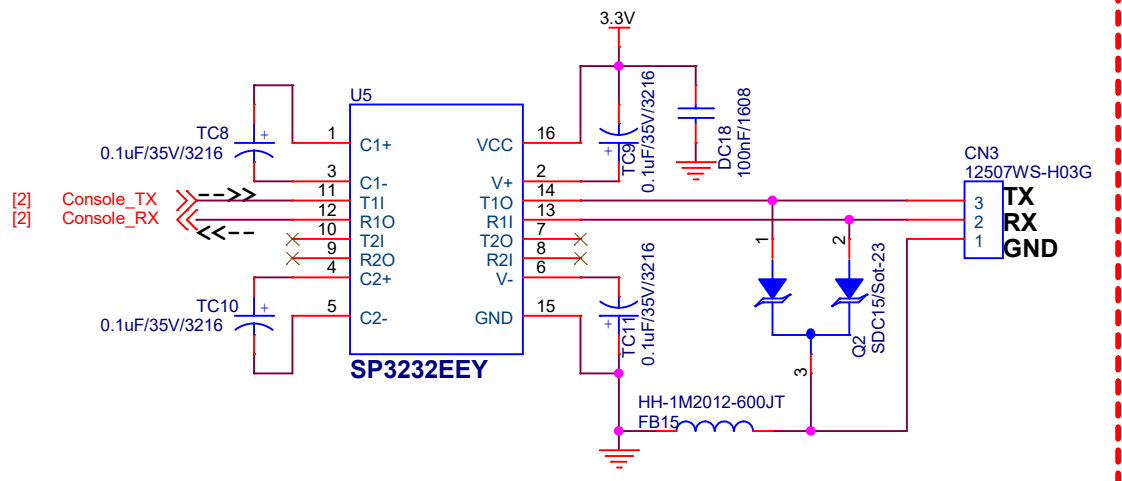 3.3V
U5
TC8
0.1uF/35V/3216
+
1
C1+
VCC
16
TC9
0.1uF/35V/3216
+
DC18
100nF/1608
3
C1-
V+
2
CN3
12507WS-H03G
[2] Console_TX
11
T1I
T1O
14
3
TX
[2] Console_RX
12
R1O
R1I
13
2
RX
10
T2I
T2O
7
1
GND
9
R2O
R2I
8
1
2
4
C2+
V-
6
TC10
0.1uF/35V/3216
+
5
C2-
GND
15
TC11
0.1uF/35V/3216
+
Q2
SDC15/Sot-23
3
SP3232EEY
HH-1M2012-600JT
FB15